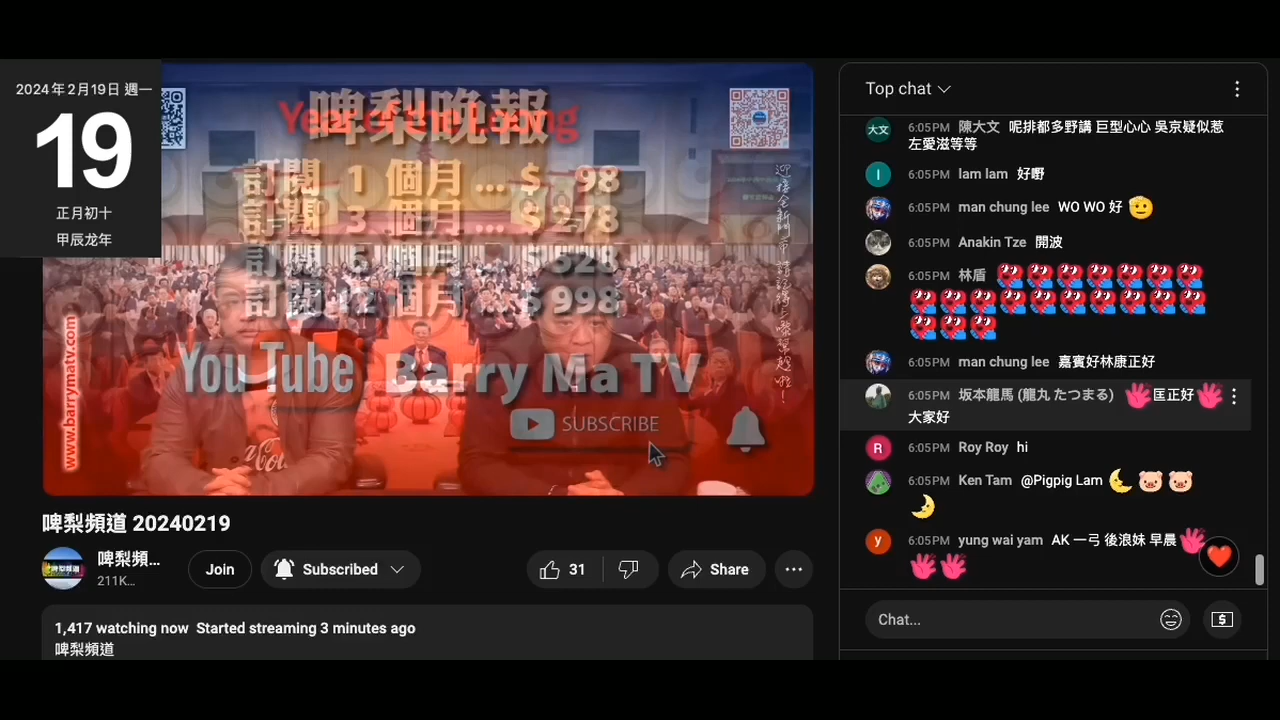 2024年2月19日 週一
19
正月初十
甲辰龙年
啤梨晚報
訂閱 1 個月 ... $ 98
訂閱 3 個月 ... $ 278
訂閱 6 個月 ... $ 528
訂閱 12 個月 ... $ 998
YouTube Barry Ma TV
SUBSCRIBE
www.barrymatv.com
啤梨頻道 20240219
啤梨頻...
211K...
Join
Subscribed
31
Share
1,417 watching now Started streaming 3 minutes ago
啤梨頻道
Top chat
大文 6:05PM 陳大文 呢排都多野講 巨型心心 吳京疑似惹
左愛滋等等
I 6:05PM lam lam 好嘢
6:05PM man chung lee WO WO 好
6:05PM Anakin Tze 開波
6:05PM 林盾
6:05PM man chung lee 嘉賓好林康正好
6:05PM 坂本龍馬 (龍丸 たつまる) 匡正好
大家好
R 6:05PM Roy Roy hi
6:05PM Ken Tam @Pigpig Lam
y 6:05PM yung wai yam AK 一弓 後浪妹 早晨
Chat...